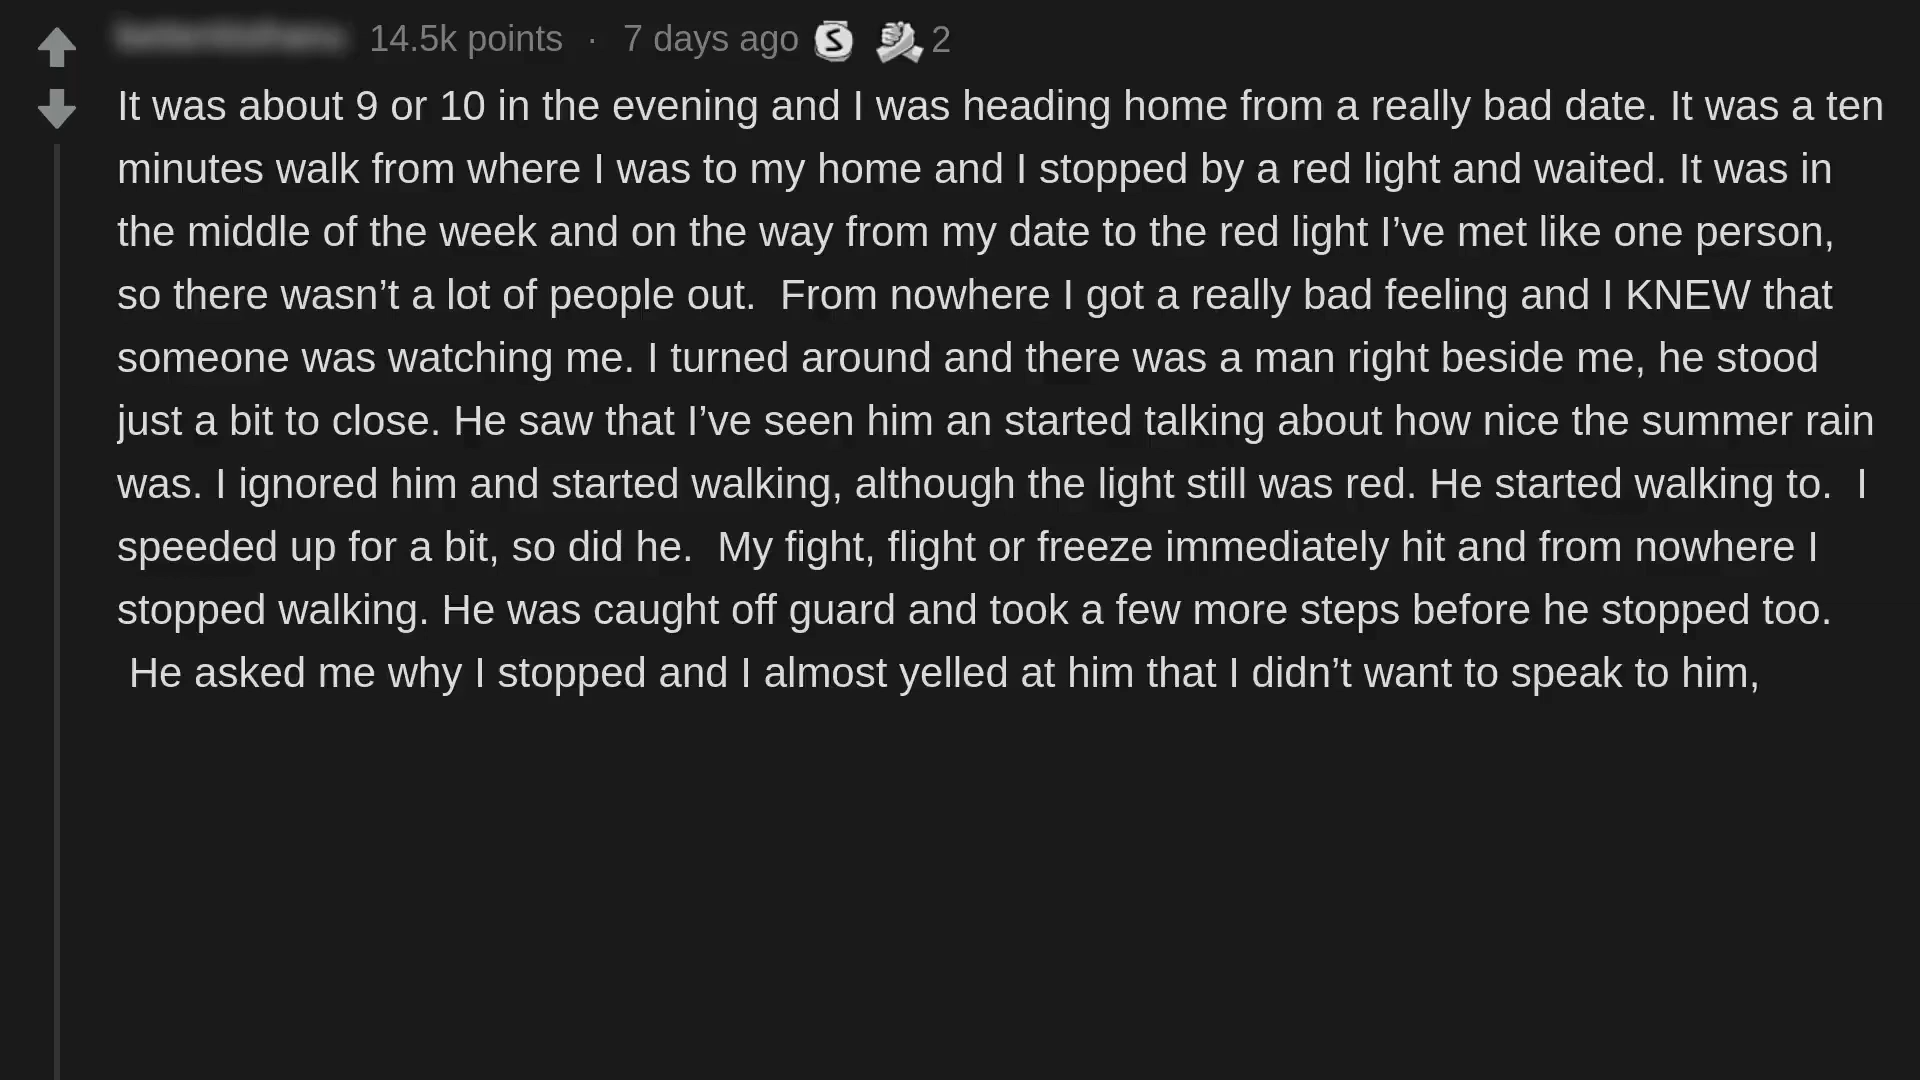 14.5k points · 7 days ago S 2
It was about 9 or 10 in the evening and I was heading home from a really bad date. It was a ten
minutes walk from where I was to my home and I stopped by a red light and waited. It was in
the middle of the week and on the way from my date to the red light I’ve met like one person,
so there wasn’t a lot of people out.  From nowhere I got a really bad feeling and I KNEW that
someone was watching me. I turned around and there was a man right beside me, he stood
just a bit to close. He saw that I’ve seen him an started talking about how nice the summer rain
was. I ignored him and started walking, although the light still was red. He started walking to.  I
speeded up for a bit, so did he.  My fight, flight or freeze immediately hit and from nowhere I
stopped walking. He was caught off guard and took a few more steps before he stopped too.
He asked me why I stopped and I almost yelled at him that I didn’t want to speak to him,